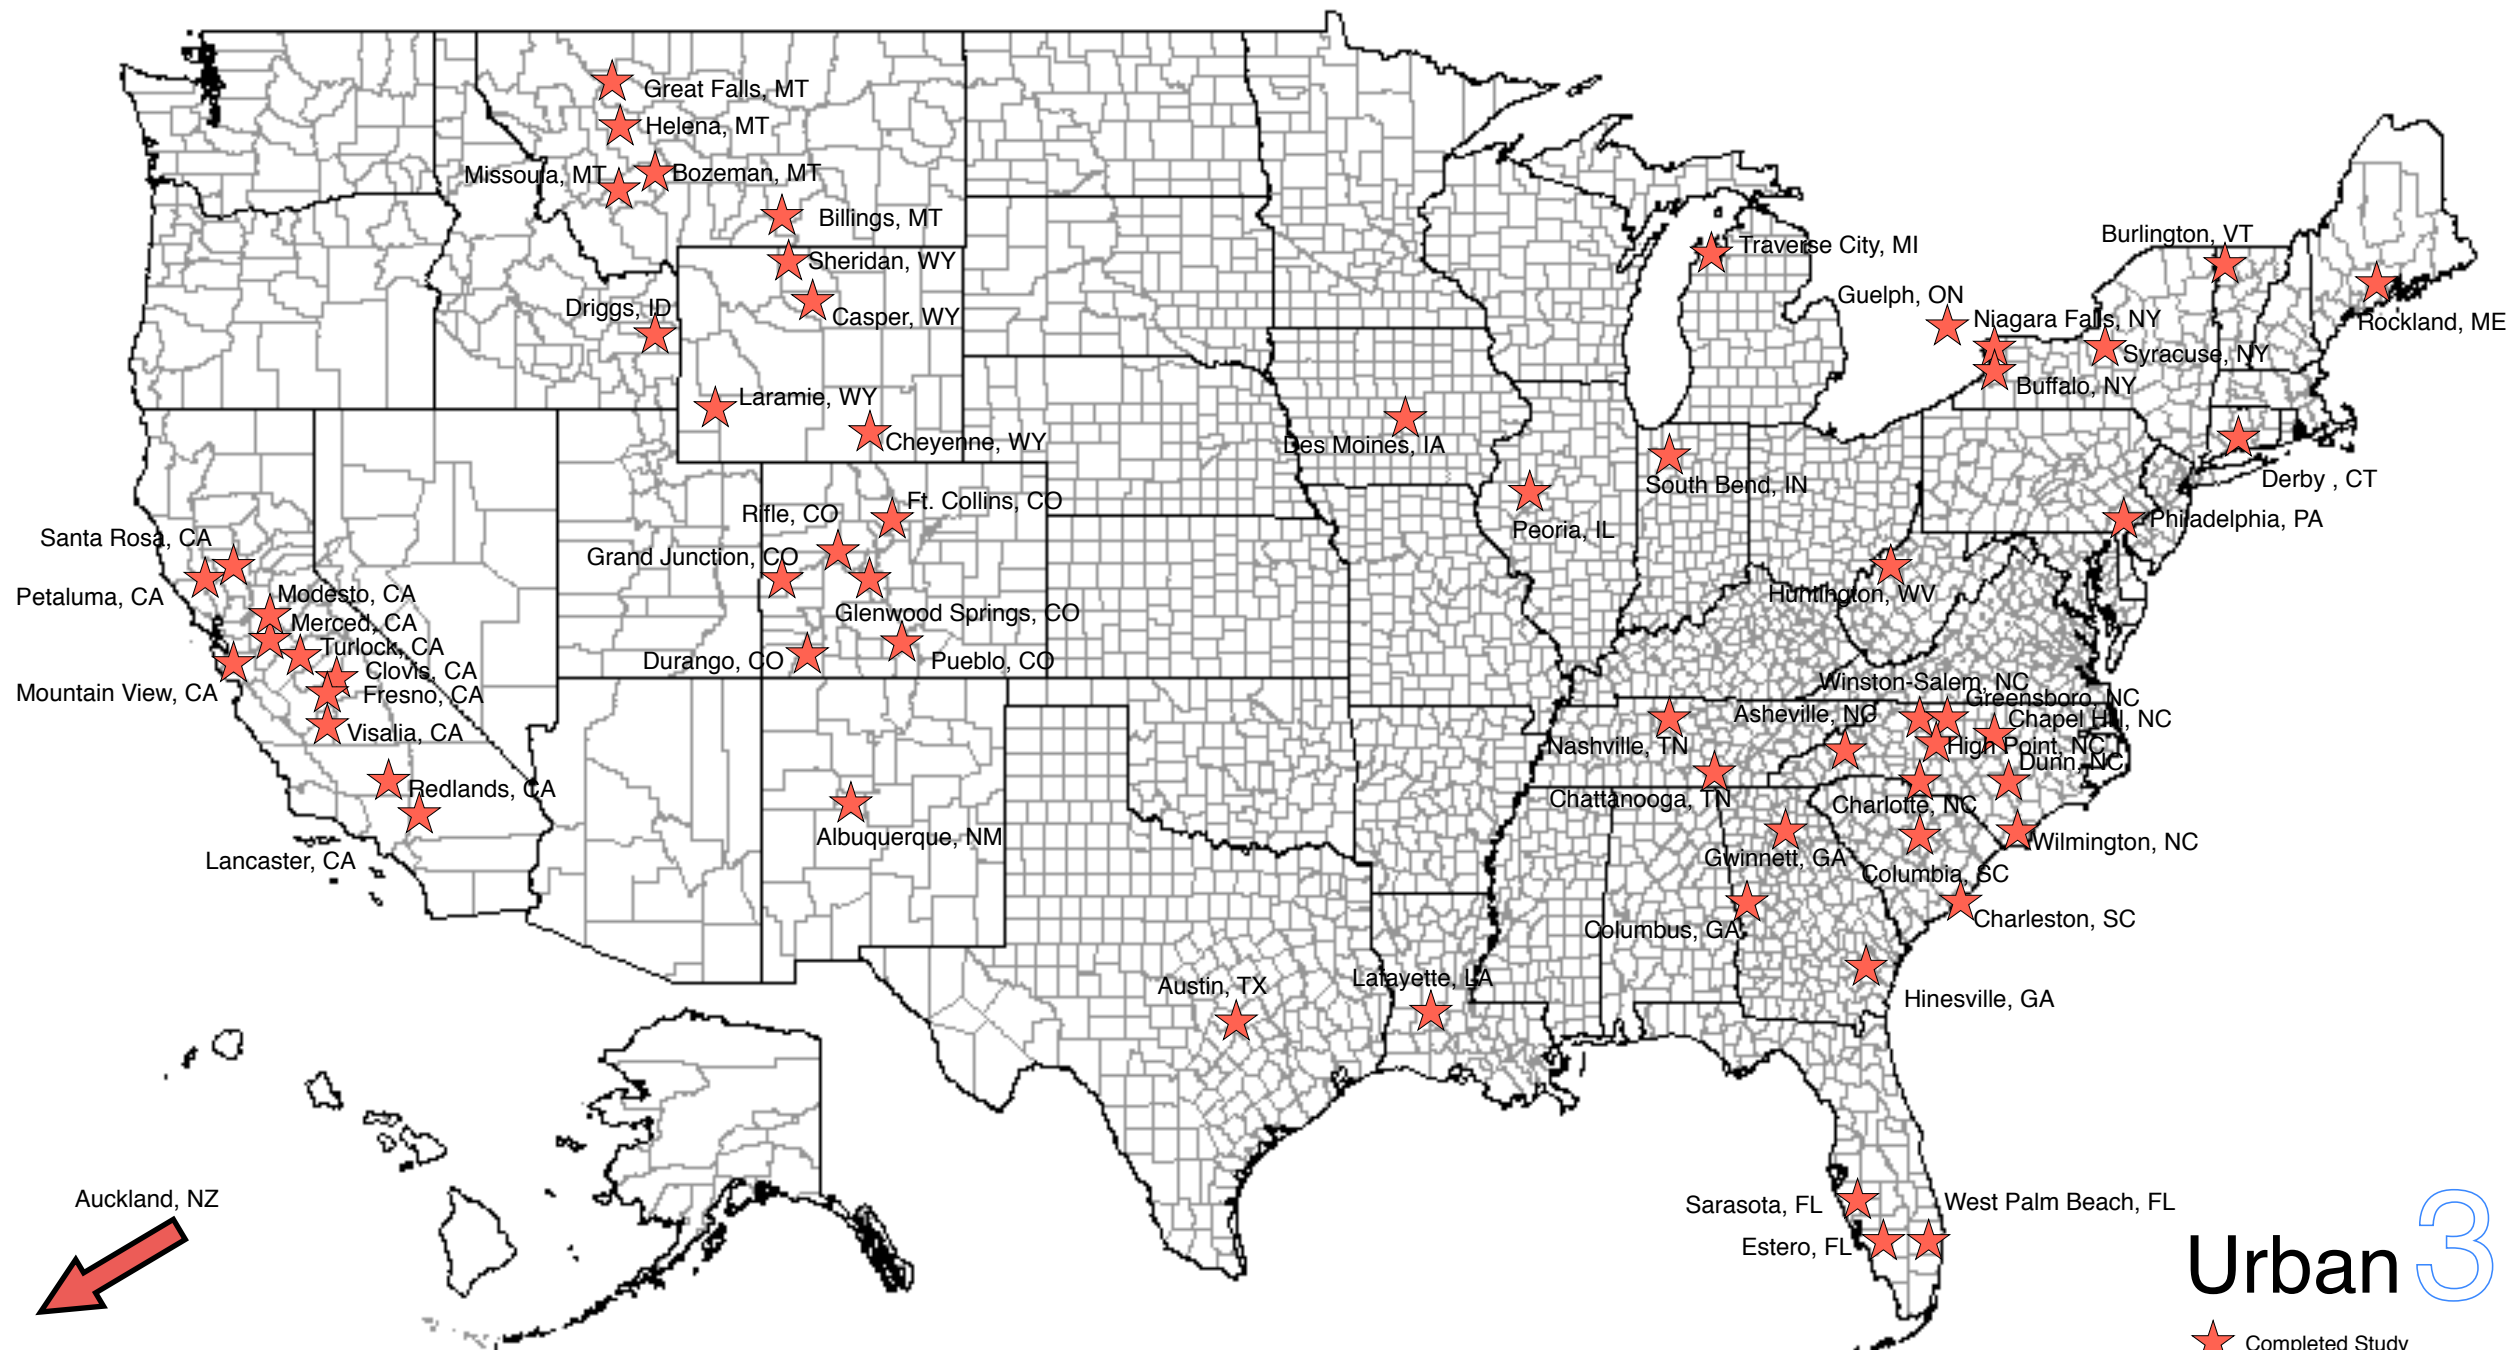 Great Falls, MT
Helena, MT
Missoula, MT
Bozeman, MT
Billings, MT
Sheridan, WY
Driggs, ID
Casper, WY
Laramie, WY
Cheyenne, WY
Traverse City, MI
Burlington, VT
Guelph, ON
Niagara Falls, NY
Rockland, ME
Syracuse, NY
Buffalo, NY
Des Moines, IA
South Bend, IN
Derby , CT
Peoria, IL
Philadelphia, PA
Huntington, WV
Ft. Collins, CO
Rifle, CO
Grand Junction, CO
Glenwood Springs, CO
Durango, CO
Pueblo, CO
Santa Rosa, CA
Petaluma, CA
Modesto, CA
Merced, CA
Turlock, CA
Clovis, CA
Mountain View, CA
Fresno, CA
Visalia, CA
Redlands, CA
Lancaster, CA
Albuquerque, NM
Winston-Salem, NC
Greensboro, NC
Asheville, NC
Chapel Hill, NC
Nashville, TN
High Point, NC
Dunn, NC
Chattanooga, TN
Charlotte, NC
Wilmington, NC
Gwinnett, GA
Columbia, SC
Columbus, GA
Charleston, SC
Austin, TX
Lafayette, LA
Hinesville, GA
Auckland, NZ
Sarasota, FL
West Palm Beach, FL
Estero, FL
Urban 3
Completed Study